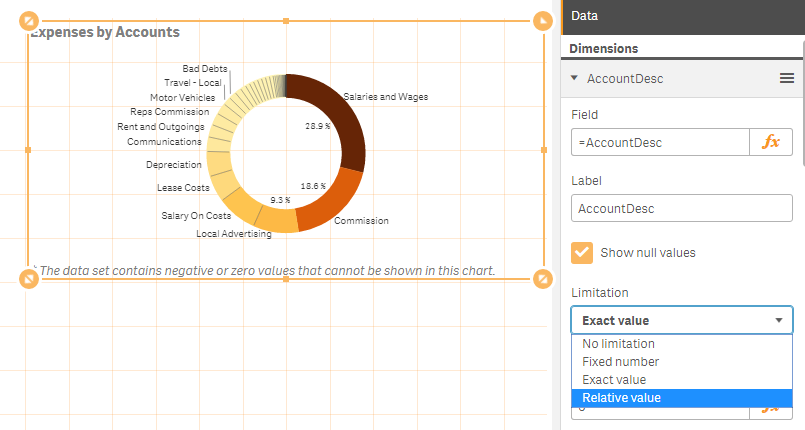 Expenses by Accounts
Bad Debts
Travel - Local
Motor Vehicles
Reps Commission
Rent and Outgoings
Communications
Depreciation
Lease Costs
Salary On Costs
Local Advertising
Salaries and Wages
28.9 %
18.6 %
9.3 %
Commission
* The data set contains negative or zero values that cannot be shown in this chart.
Data
Dimensions
AccountDesc
Field
=AccountDesc
fx
Label
AccountDesc
Show null values
Limitation
Exact value
No limitation
Fixed number
Exact value
Relative value